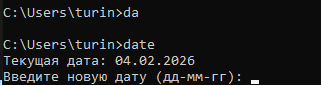 C:\Users\turin>da
C:\Users\turin>date
Текущая дата: 04.02.2026
Введите новую дату (дд-мм-гг):